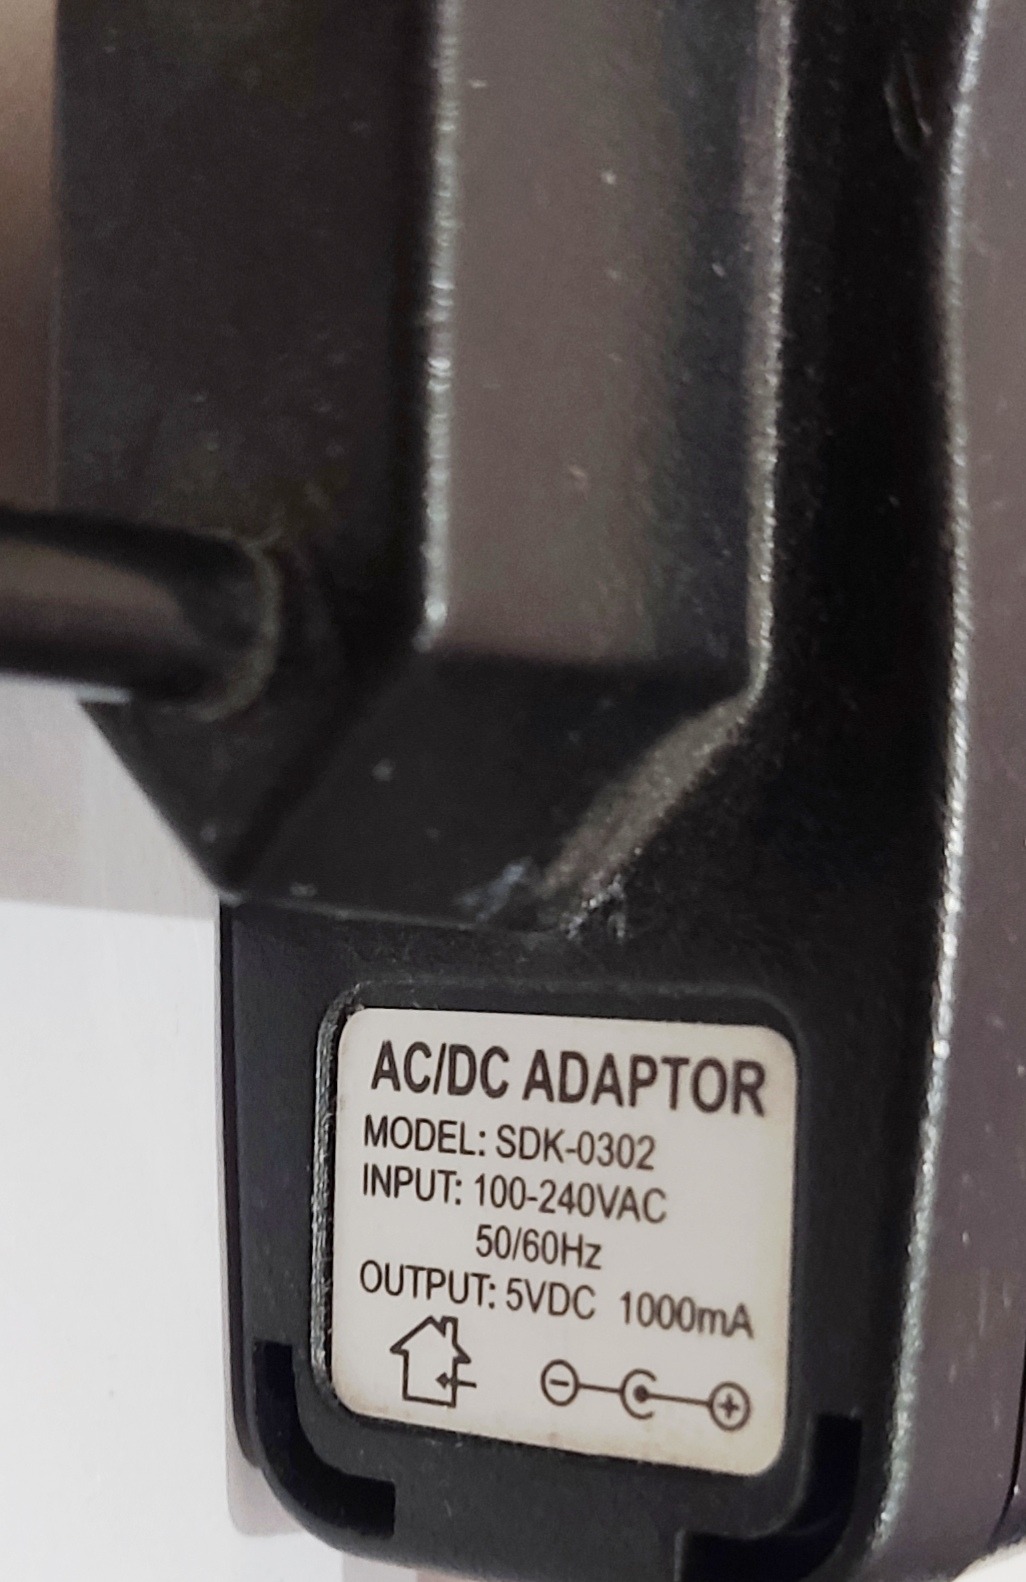 AC/DC ADAPTOR
MODEL: SDK-0302
INPUT: 100-240VAC
50/60Hz
OUTPUT: 5VDC 1000mA